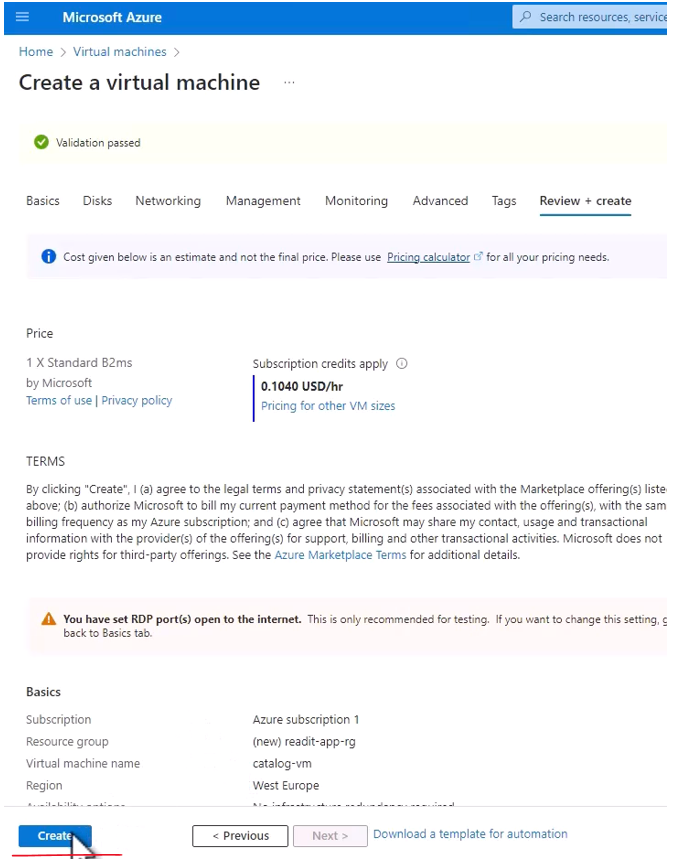 Microsoft Azure
Search resources, service
Home > Virtual machines >
Create a virtual machine ...
Validation passed
Basics Disks Networking Management Monitoring Advanced Tags Review + create
Cost given below is an estimate and not the final price. Please use Pricing calculator for all your pricing needs.
Price
1 X Standard B2ms
by Microsoft
Terms of use | Privacy policy
Subscription credits apply
0.1040 USD/hr
Pricing for other VM sizes
TERMS
By clicking "Create", I (a) agree to the legal terms and privacy statement(s) associated with the Marketplace offering(s) liste
above; (b) authorize Microsoft to bill my current payment method for the fees associated with the offering(s), with the sam
billing frequency as my Azure subscription; and (c) agree that Microsoft may share my contact, usage and transactional
information with the provider(s) of the offering(s) for support, billing and other transactional activities. Microsoft does not
provide rights for third-party offerings. See the Azure Marketplace Terms for additional details.
You have set RDP port(s) open to the internet. This is only recommended for testing. If you want to change this setting, g
back to Basics tab.
Basics
Subscription Azure subscription 1
Resource group (new) readit-app-rg
Virtual machine name catalog-vm
Region West Europe
Availability options No infrastructure redundancy required
Create < Previous Next > Download a template for automation